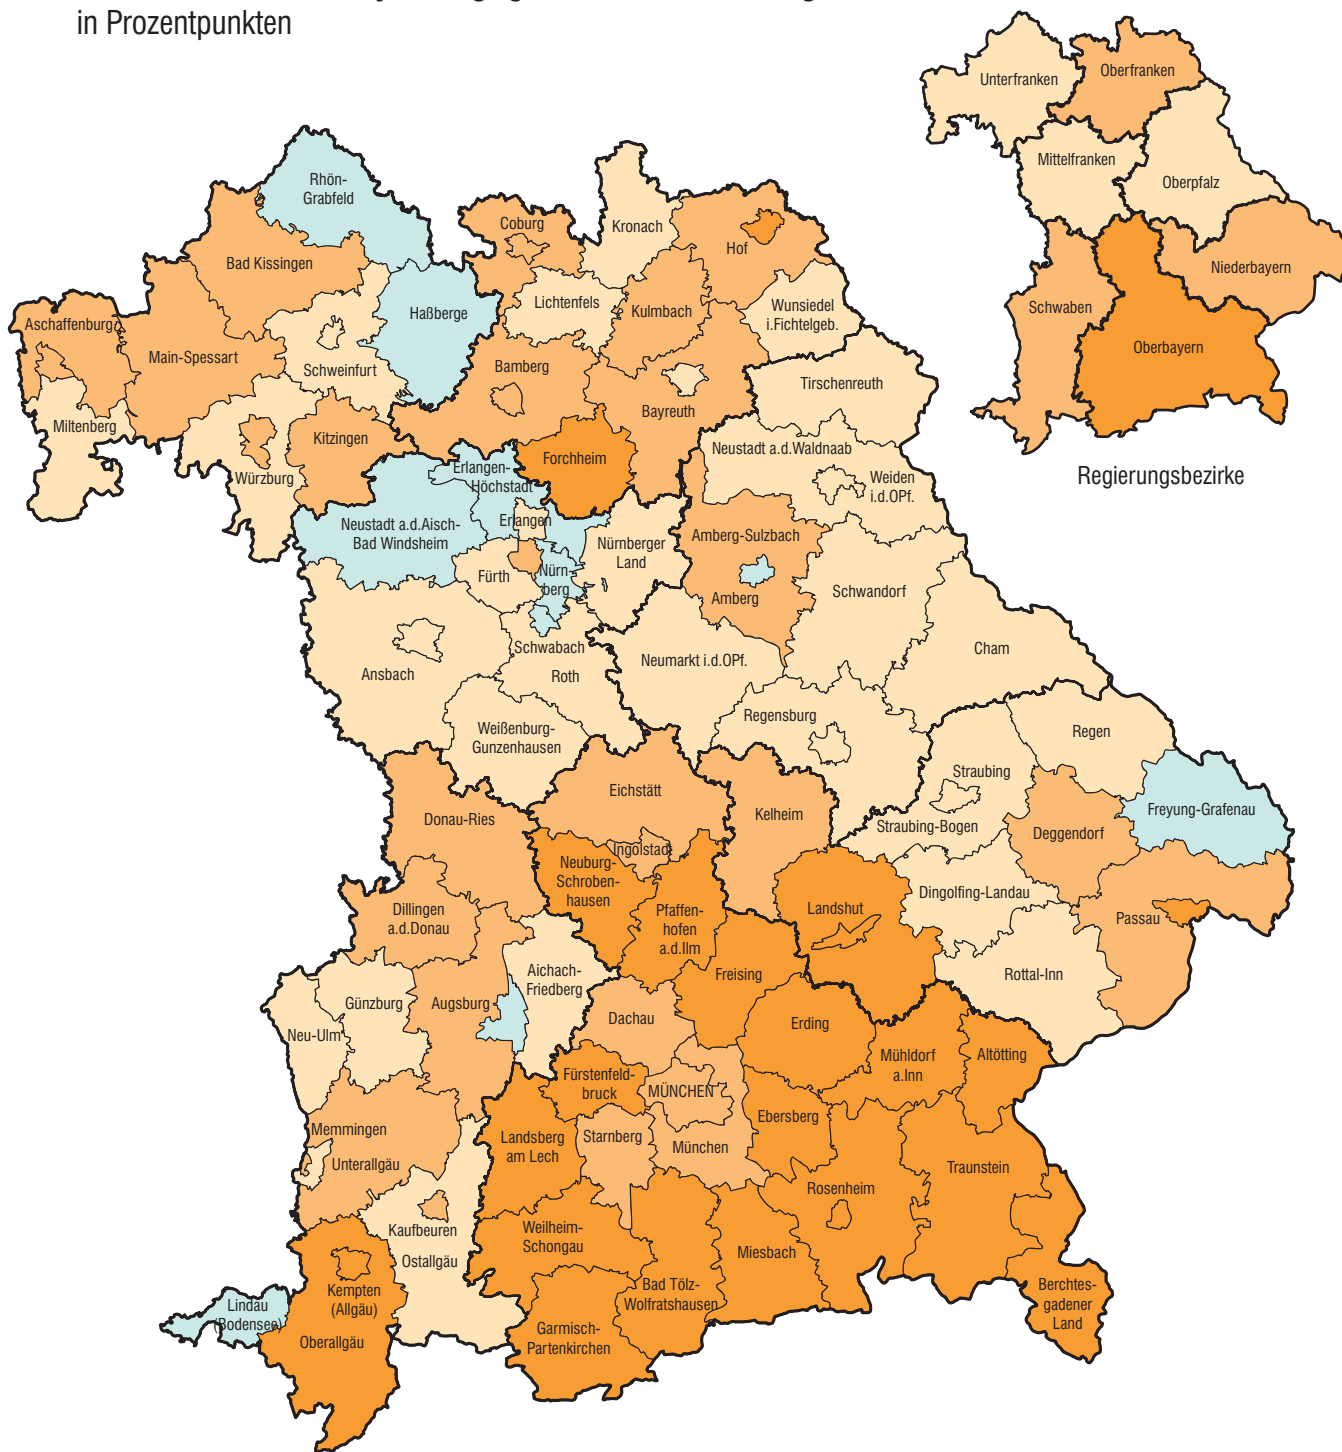 in Prozentpunkten
Unterfranken
Oberfranken
Mittelfranken
Oberpfalz
Niederbayern
Schwaben
Oberbayern
Regierungsbezirke
Rhön-
Grabfeld
Coburg
Kronach
Hof
Bad Kissingen
Lichtenfels
Kulmbach
Wunsiedel
i.Fichtelgeb.
Haßberge
Aschaffenburg
Main-Spessart
Schweinfurt
Bamberg
Bayreuth
Tirschenreuth
Miltenberg
Kitzingen
Würzburg
Forchheim
Neustadt a.d.Waldnaab
Weiden
i.d.OPf.
Erlangen-
Höchstadt
Erlangen
Neustadt a.d.Aisch-
Bad Windsheim
Nürnberger
Land
Amberg-Sulzbach
Amberg
Fürth
Nürn-
berg
Schwandorf
Schwabach
Roth
Ansbach
Neumarkt i.d.OPf.
Cham
Weißenburg-
Gunzenhausen
Regensburg
Regen
Straubing
Freyung-Grafenau
Eichstätt
Donau-Ries
Kelheim
Straubing-Bogen
Deggendorf
Ingolstadt
Neuburg-
Schroben-
hausen
Dingolfing-Landau
Dillingen
a.d.Donau
Pfaffen-
hofen
a.d.Ilm
Landshut
Passau
Aichach-
Friedberg
Freising
Rottal-Inn
Günzburg
Augsburg
Dachau
Erding
Neu-Ulm
Mühldorf
a.Inn
Altötting
Fürstenfeld-
bruck
MÜNCHEN
Ebersberg
Memmingen
Unterallgäu
Landsberg
am Lech
Starnberg
München
Traunstein
Rosenheim
Kaufbeuren
Ostallgäu
Weilheim-
Schongau
Miesbach
Bad Tölz-
Wolfratshausen
Berchtes-
gadener
Land
Kempten
(Allgäu)
Lindau
(Bodensee)
Oberallgäu
Garmisch-
Partenkirchen